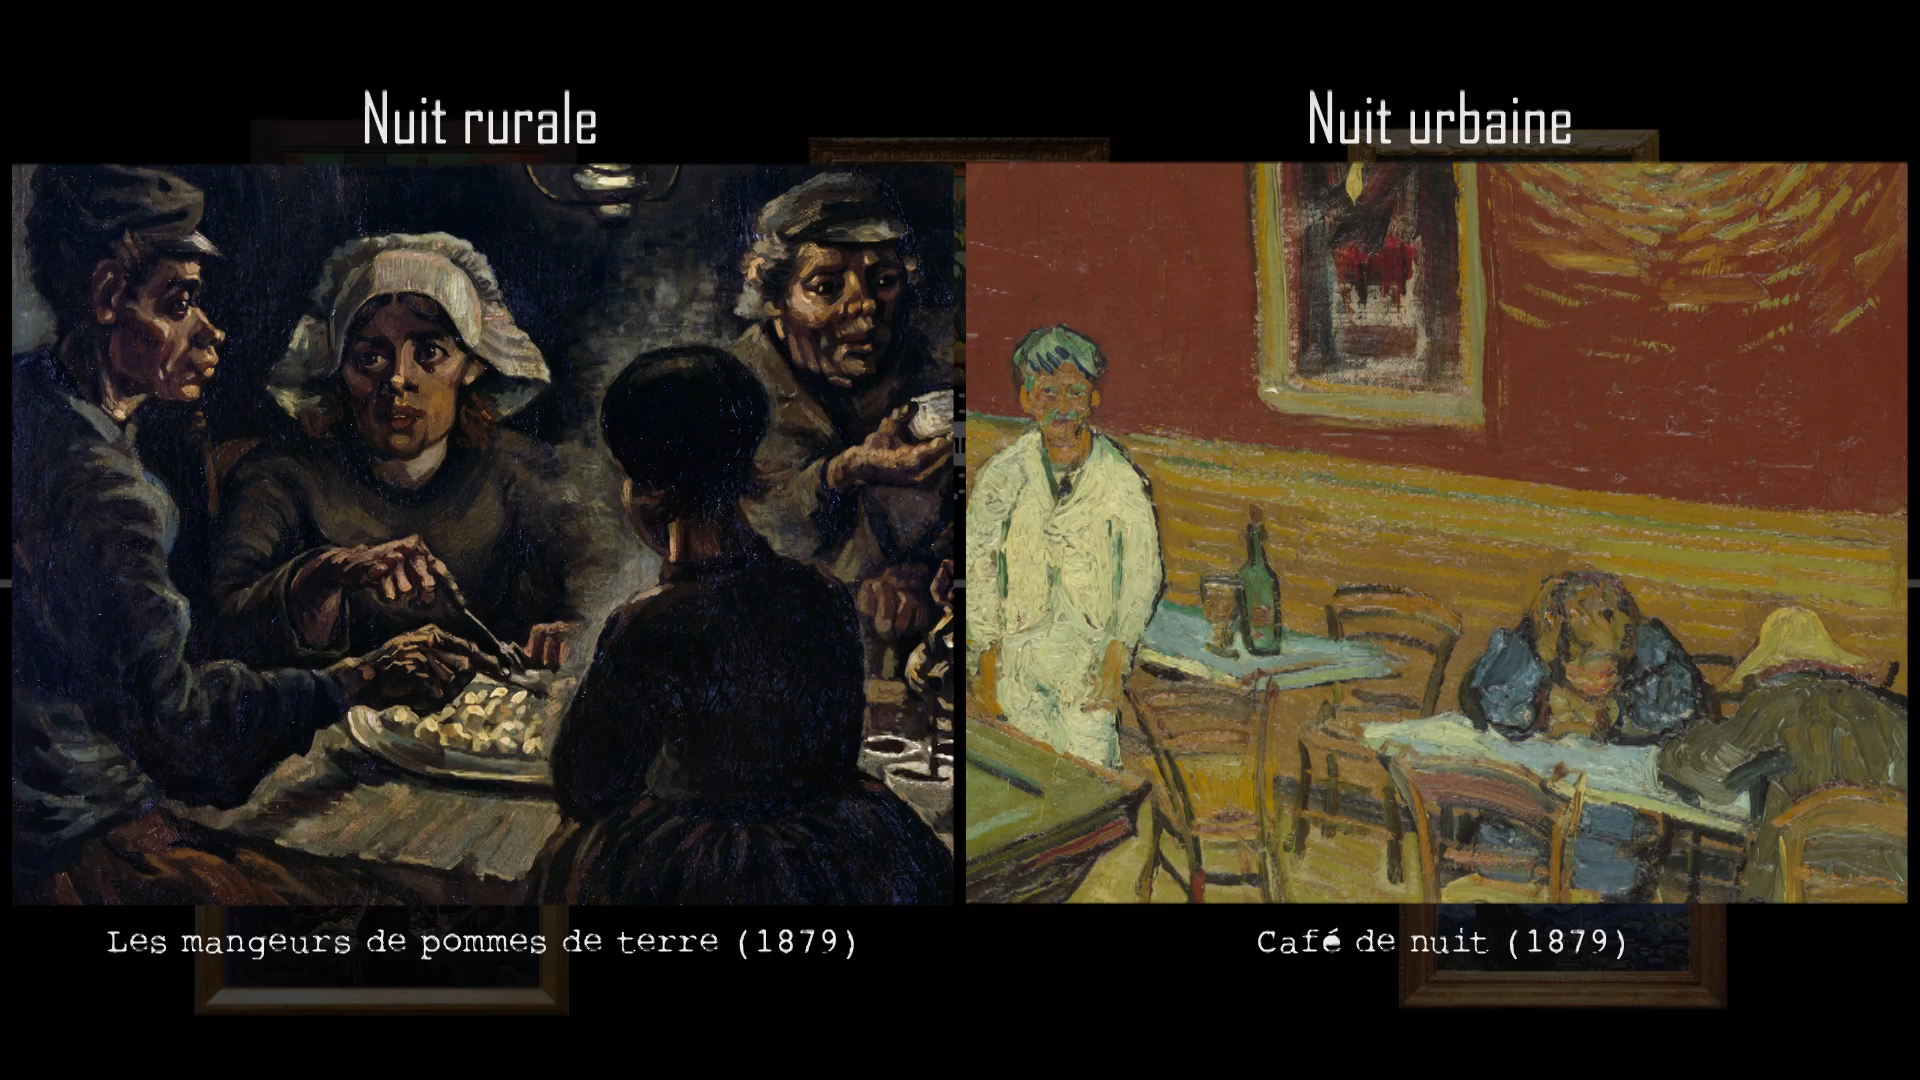 Nuit rurale
Nuit urbaine
Les mangeurs de pommes de terre (1879)
Café de nuit (1879)